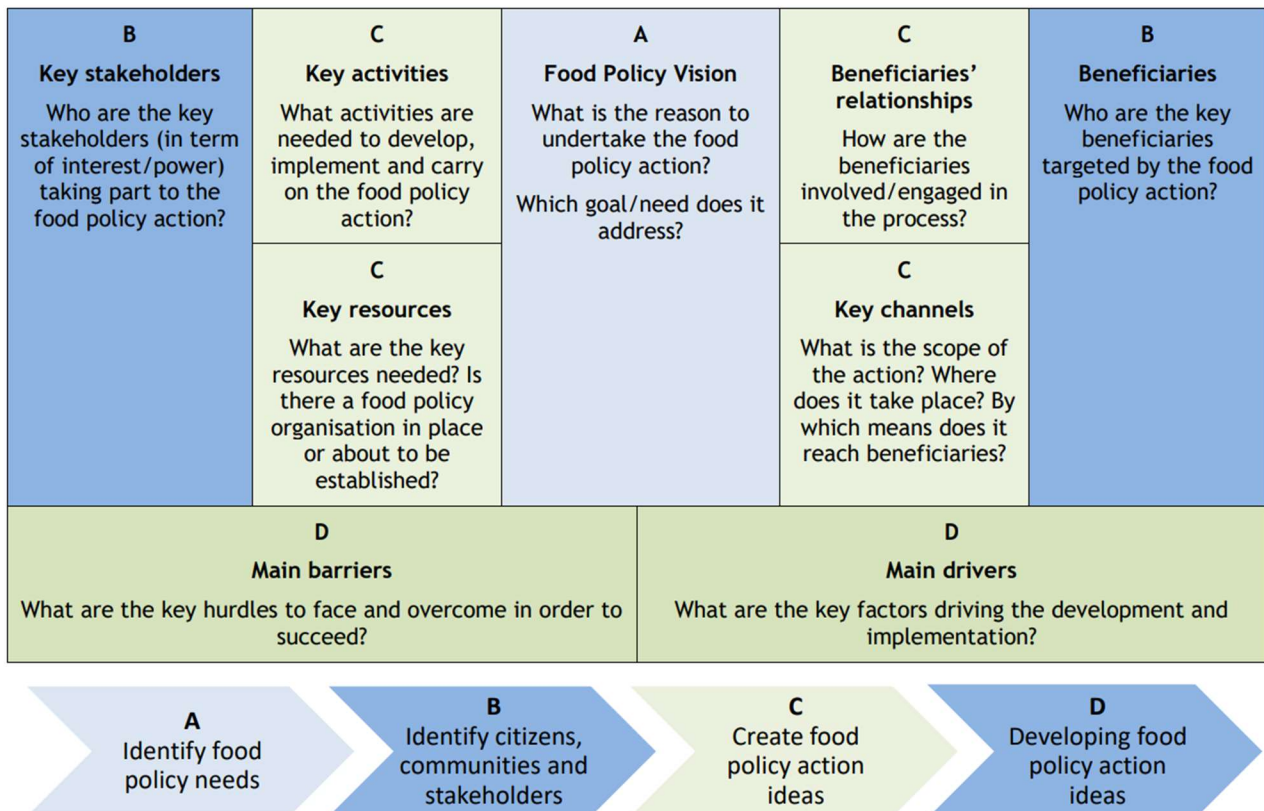 B
Key stakeholders
Who are the key
stakeholders (in term
of interest/power)
taking part to the
food policy action?
C
Key activities
What activities are
needed to develop,
implement and carry
on the food policy
action?
C
Key resources
What are the key
resources needed? Is
there a food policy
organisation in place
or about to be
established?
A
Food Policy Vision
What is the reason to
undertake the food
policy action?
Which goal/need does it
address?
C
Beneficiaries’
relationships
How are the
beneficiaries
involved/engaged in
the process?
C
Key channels
What is the scope of
the action? Where
does it take place? By
which means does it
reach beneficiaries?
B
Beneficiaries
Who are the key
beneficiaries
targeted by the food
policy action?
D
Main barriers
What are the key hurdles to face and overcome in order to
succeed?
D
Main drivers
What are the key factors driving the development and
implementation?
A
Identify food
policy needs
B
Identify citizens,
communities and
stakeholders
C
Create food
policy action
ideas
D
Developing food
policy action
ideas